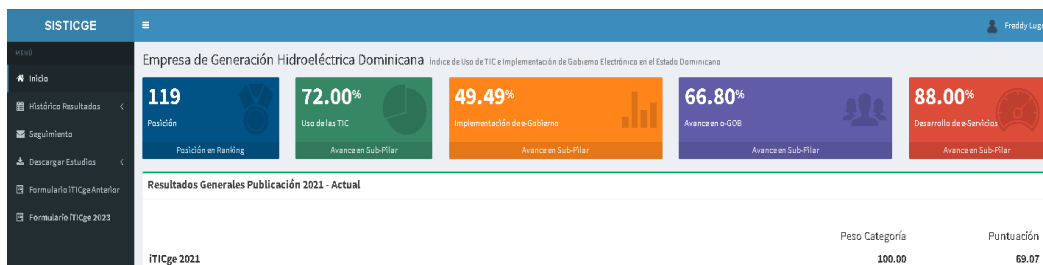 SISTICGE
Freddy Lug
MENÚ
Inicio
Histórico Resultados
Seguimiento
Descargar Estudios
Formulario iTICge Anterior
Formulario iTICge 2023
Empresa de Generación Hidroeléctrica Dominicana Índice de Uso de TIC e Implementación de Gobierno Electrónico en el Estado Dominicano
119
Posición
Posición en Ranking
72.00%
Uso de las TIC
Avance en Sub-Pilar
49.49%
Implementación de e-Gobierno
Avance en Sub-Pilar
66.80%
Avance en o-GOB
Avance en Sub-Pilar
88.00%
Desarrollo de e-Servicios
Avance en Sub-Pilar
Resultados Generales Publicación 2021 - Actual
Peso Categoría Puntuación
iTICge 2021 100.00 69.07